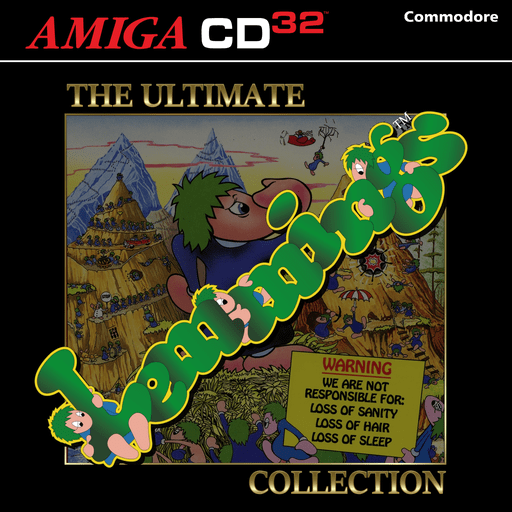 AMIGA CD32™
Commodore
THE ULTIMATE
Lemmings™
WARNING
WE ARE NOT
RESPONSIBLE FOR:
LOSS OF SANITY
LOSS OF HAIR
LOSS OF SLEEP
COLLECTION